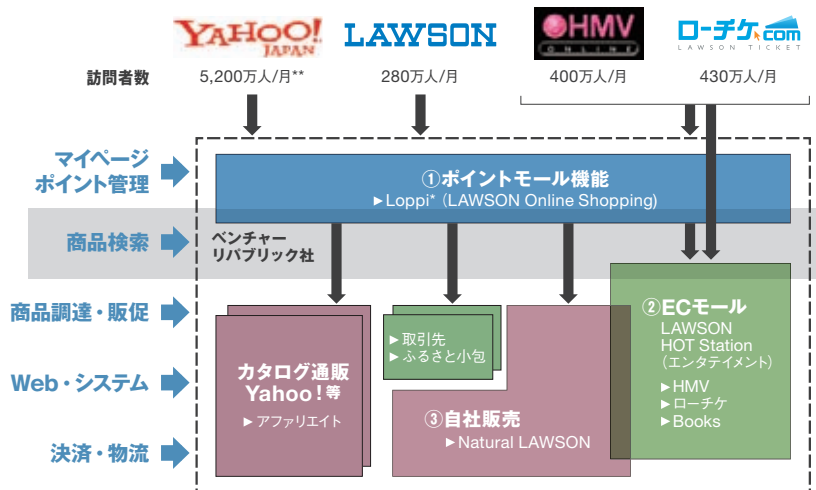 YAHOO!
JAPAN
LAWSON
HMV
ONLINE
ローチケ.com
LAWSON TICKET
訪問者数
5,200万人/月**
280万人/月
400万人/月
430万人/月
マイページ
ポイント管理
①ポイントモール機能
▶Loppi*（LAWSON Online Shopping)
商品検索
ベンチャー
リパブリック社
商品調達・販促
Web・システム
決済・物流
カタログ通販
Yahoo!等
▶アファリエイト
▶取引先
▶ふるさと小包
③自社販売
▶Natural LAWSON
②ECモール
LAWSON
HOT Station
（エンタテイメント）
▶HMV
▶ローチケ
▶Books